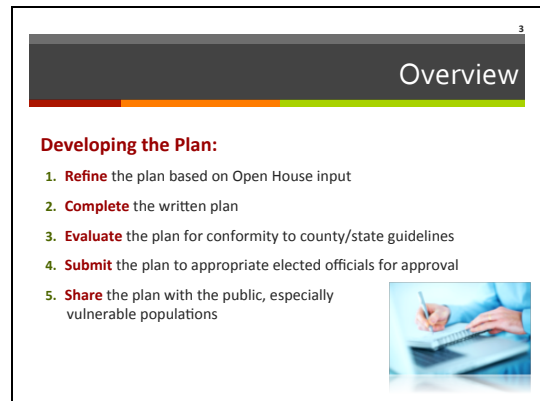 3
Overview
Developing the Plan:
1. Refine the plan based on Open House input
2. Complete the written plan
3. Evaluate the plan for conformity to county/state guidelines
4. Submit the plan to appropriate elected officials for approval
5. Share the plan with the public, especially
vulnerable populations